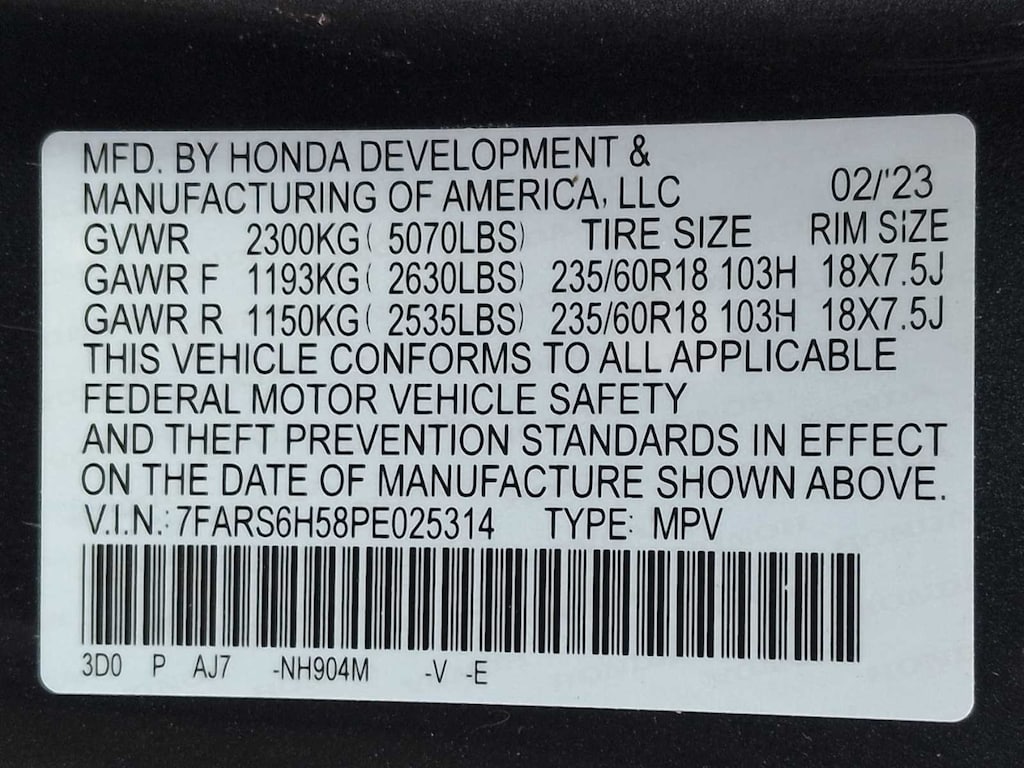 MFD. BY HONDA DEVELOPMENT &
MANUFACTURING OF AMERICA, LLC 02/'23
GVWR 2300KG( 5070LBS) TIRE SIZE RIM SIZE
GAWR F 1193KG( 2630LBS) 235/60R18 103H 18X7.5J
GAWR R 1150KG( 2535LBS) 235/60R18 103H 18X7.5J
THIS VEHICLE CONFORMS TO ALL APPLICABLE
FEDERAL MOTOR VEHICLE SAFETY
AND THEFT PREVENTION STANDARDS IN EFFECT
ON THE DATE OF MANUFACTURE SHOWN ABOVE.
V.I.N.: 7FARS6H58PE025314 TYPE: MPV
3D0 P AJ7 -NH904M -V -E